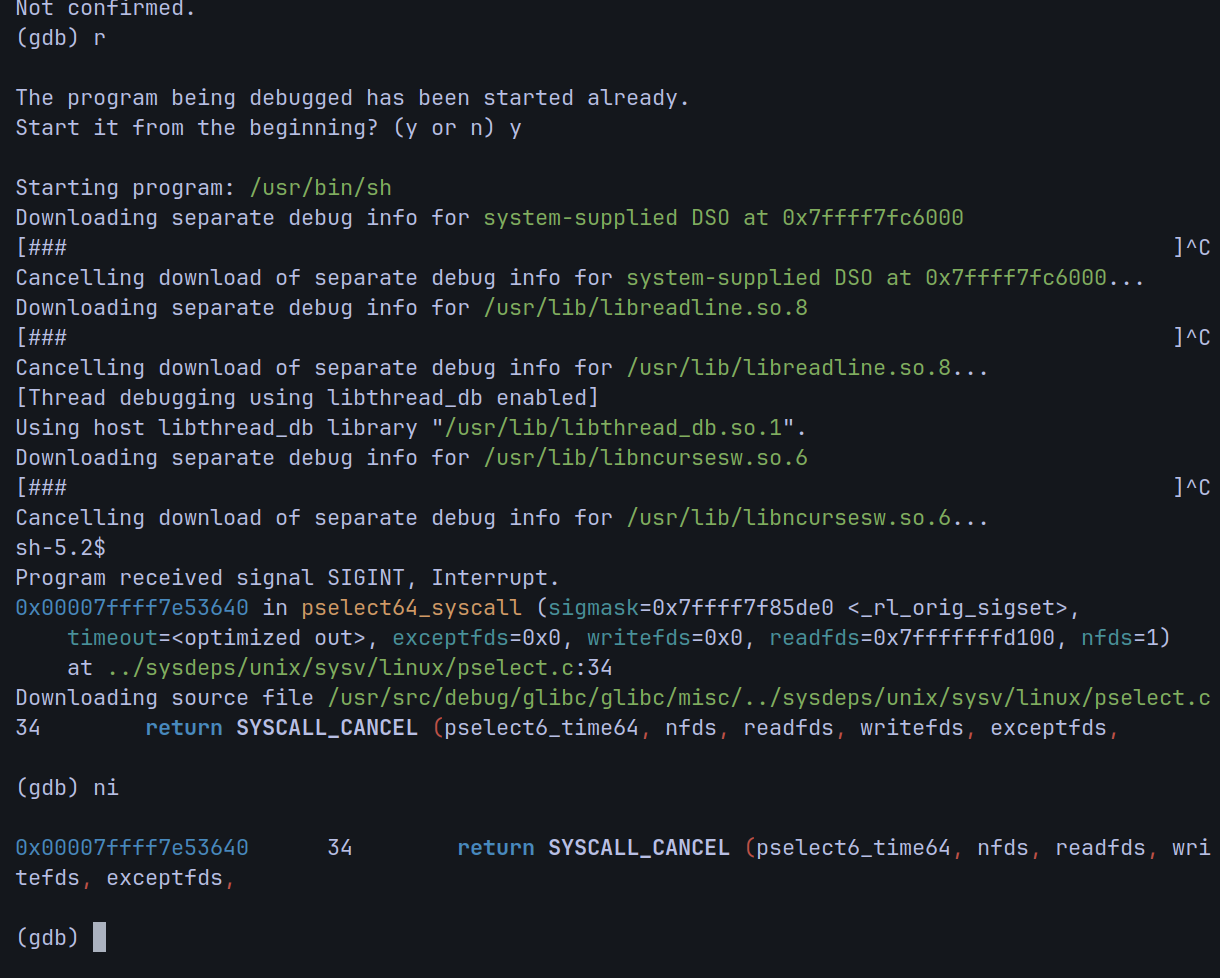 Not confirmed.
(gdb) r
The program being debugged has been started already.
Start it from the beginning? (y or n) y
Starting program: /usr/bin/sh
Downloading separate debug info for system-supplied DSO at 0x7ffff7fc6000
[###                                                                                     ]^C
Cancelling download of separate debug info for system-supplied DSO at 0x7ffff7fc6000...
Downloading separate debug info for /usr/lib/libreadline.so.8
[###                                                                                     ]^C
Cancelling download of separate debug info for /usr/lib/libreadline.so.8...
[Thread debugging using libthread_db enabled]
Using host libthread_db library "/usr/lib/libthread_db.so.1".
Downloading separate debug info for /usr/lib/libncursesw.so.6
[###                                                                                     ]^C
Cancelling download of separate debug info for /usr/lib/libncursesw.so.6...
sh-5.2$
Program received signal SIGINT, Interrupt.
0x00007ffff7e53640 in pselect64_syscall (sigmask=0x7ffff7f85de0 <_rl_orig_sigset>,
    timeout=<optimized out>, exceptfds=0x0, writefds=0x0, readfds=0x7fffffffd100, nfds=1)
    at ../sysdeps/unix/sysv/linux/pselect.c:34
Downloading source file /usr/src/debug/glibc/glibc/misc/../sysdeps/unix/sysv/linux/pselect.c
34        return SYSCALL_CANCEL (pselect6_time64, nfds, readfds, writefds, exceptfds,
(gdb) ni
0x00007ffff7e53640      34        return SYSCALL_CANCEL (pselect6_time64, nfds, readfds, wri
tefds, exceptfds,
(gdb)